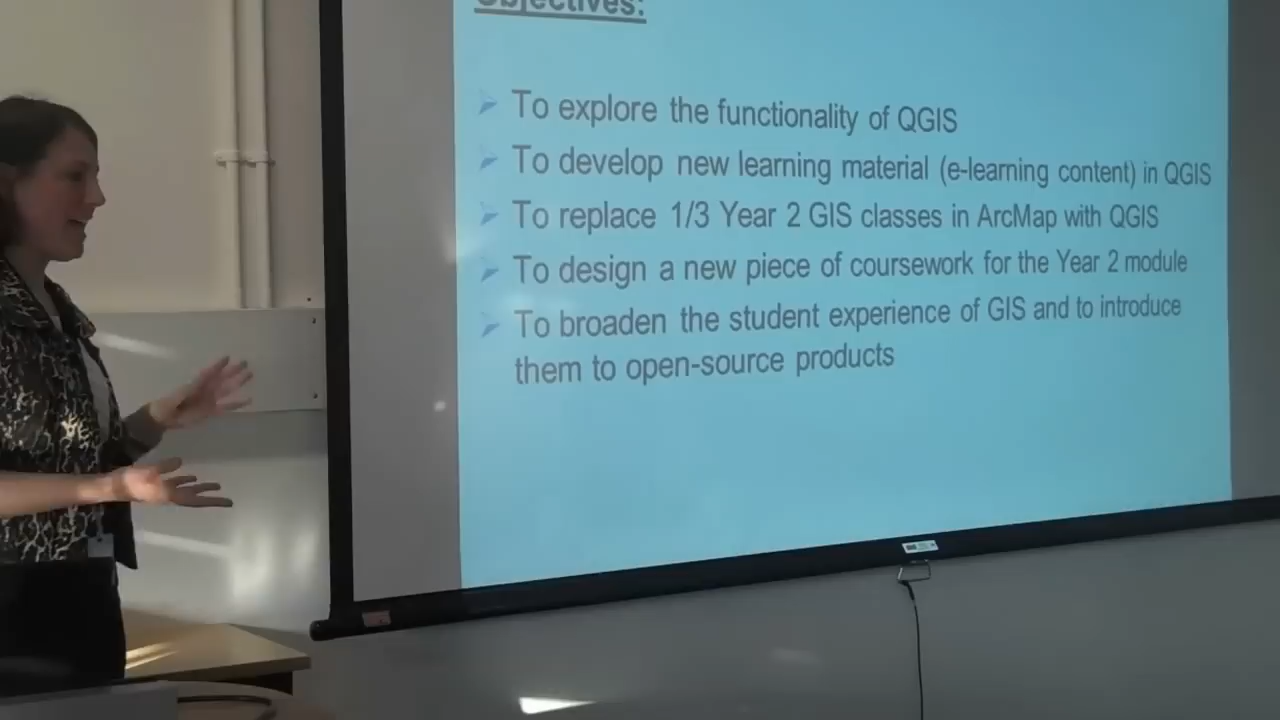 Objectives:
To explore the functionality of QGIS
To develop new learning material (e-learning content) in QGIS
To replace 1/3 Year 2 GIS classes in ArcMap with QGIS
To design a new piece of coursework for the Year 2 module
To broaden the student experience of GIS and to introduce
them to open-source products